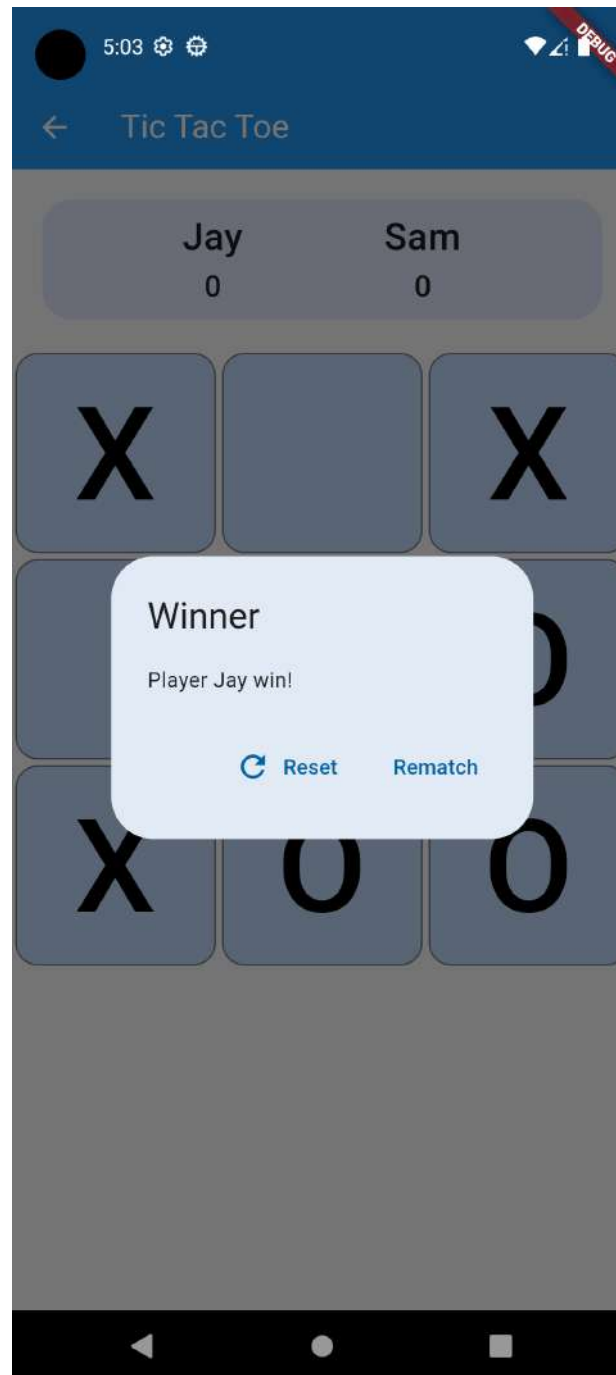 5:03
DEBUG
Tic Tac Toe
Jay Sam
0 0
X X
Winner
O
Player Jay win!
Reset Rematch
X O O